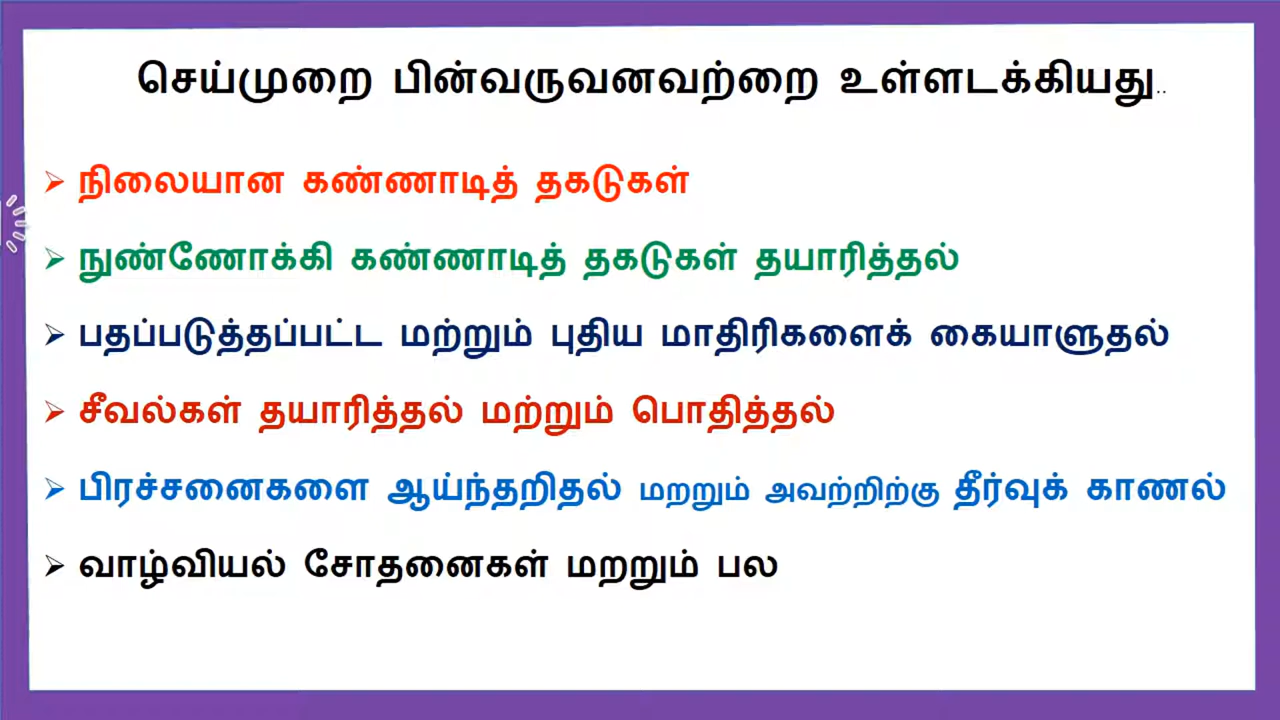 செய்முறை பின்வருவனவற்றை உள்ளடக்கியது..
➢ நிலையான கண்ணாடித் தகடுகள்
➢ நுண்ணோக்கி கண்ணாடித் தகடுகள் தயாரித்தல்
➢ பதப்படுத்தப்பட்ட மற்றும் புதிய மாதிரிகளைக் கையாளுதல்
➢ சீவல்கள் தயாரித்தல் மற்றும் பொதித்தல்
➢ பிரச்சனைகளை ஆய்ந்தறிதல் மறறும் அவற்றிற்கு தீர்வுக் காணல்
➢ வாழ்வியல் சோதனைகள் மறறும் பல